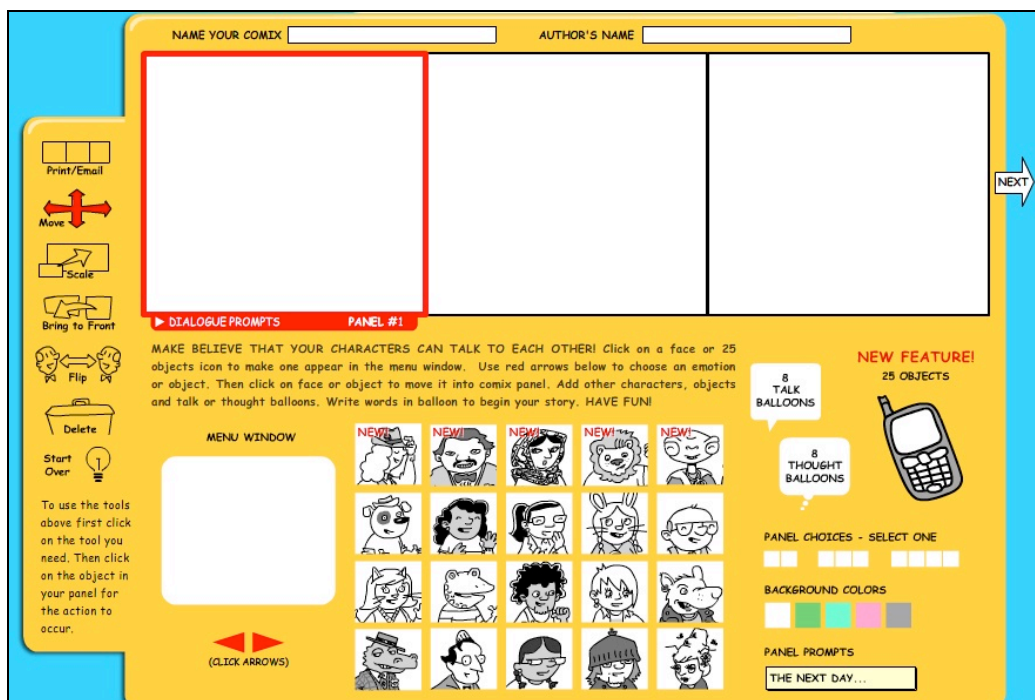 NAME YOUR COMIX
AUTHOR'S NAME
Print/Email
Move
Scale
Bring to Front
Flip
Delete
Start
Over
To use the tools
above first click
on the tool you
need. Then click
on the object in
your panel for
the action to
occur.
NEXT
DIALOGUE PROMPTS PANEL #1
MAKE BELIEVE THAT YOUR CHARACTERS CAN TALK TO EACH OTHER! Click on a face or 25
objects icon to make one appear in the menu window. Use red arrows below to choose an emotion
or object. Then click on face or object to move it into comix panel. Add other characters, objects
and talk or thought balloons. Write words in balloon to begin your story. HAVE FUN!
MENU WINDOW
(CLICK ARROWS)
NEW! NEW! NEW! NEW! NEW!
8
TALK
BALLOONS
8
THOUGHT
BALLOONS
NEW FEATURE!
25 OBJECTS
PANEL CHOICES - SELECT ONE
BACKGROUND COLORS
PANEL PROMPTS
THE NEXT DAY...